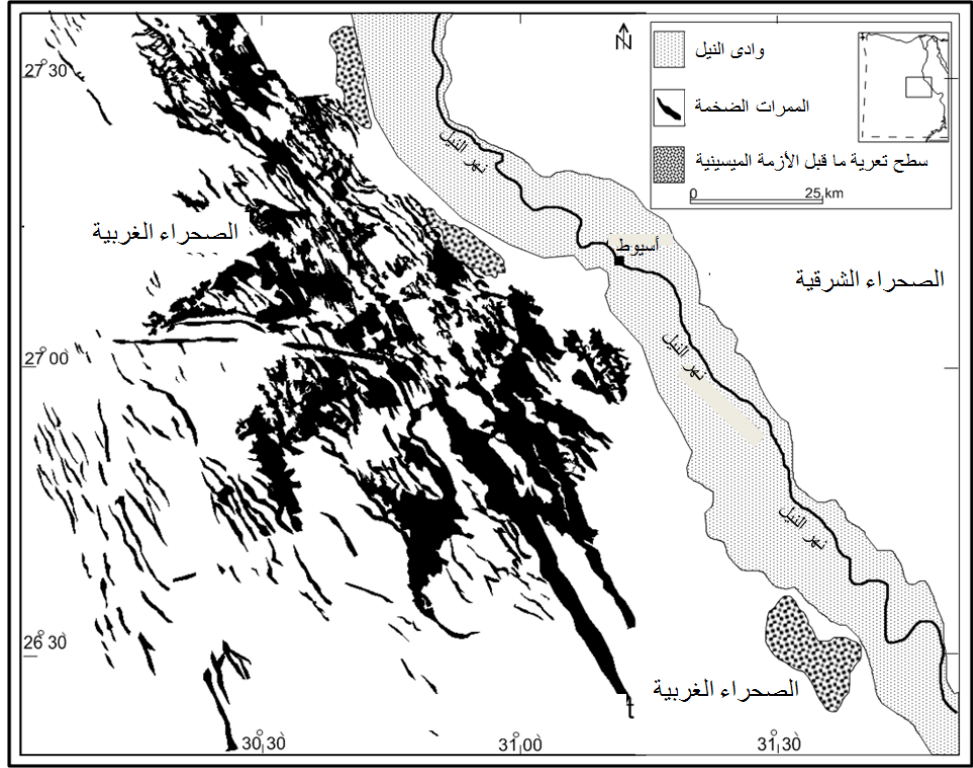 N
وادى النيل
الممرات الضخمة
سطح تعرية ما قبل الأزمة الميسينية
0 25 km
27° 30
نهر النيل
الصحراء الغربية
أسيوط
الصحراء الشرقية
نهر النيل
27° 00
نهر النيل
26° 30
الصحراء الغربية
t
30° 30
31° 00
31° 30